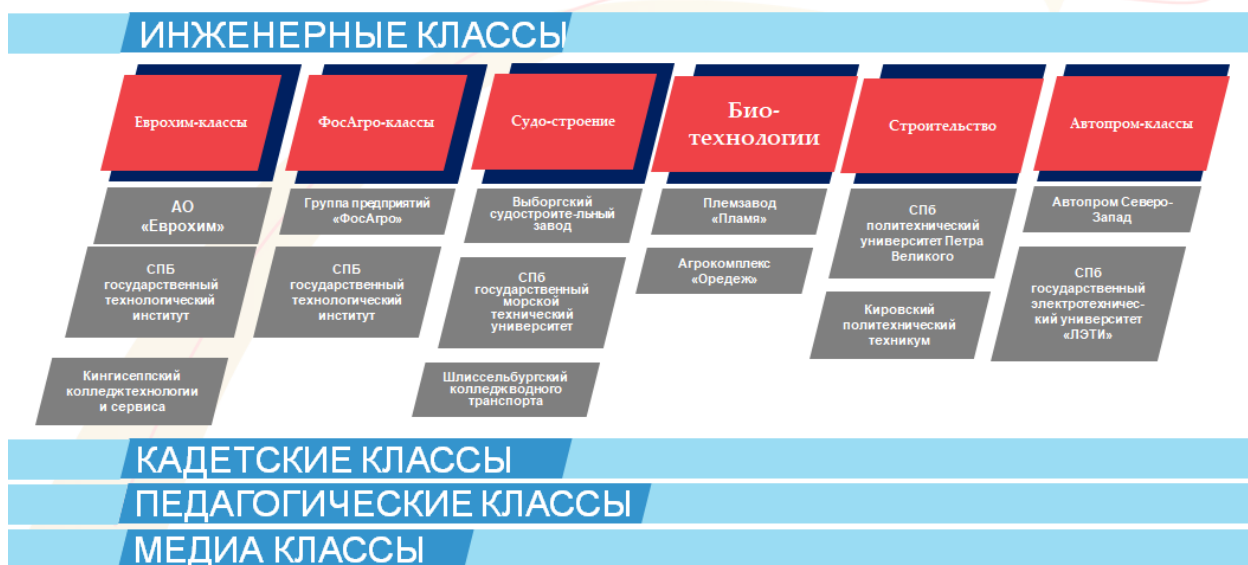 ИНЖЕНЕРНЫЕ КЛАССЫ
Еврохим-классы
ФосАгро-классы
Судо-строение
Био-
технологии
Строительство
Автопром-классы
АО
«Еврохим»
Группа предприятий
«ФосАгро»
Выборгский
судостроите-льный
завод
Племзавод
«Пламя»
СПб
политехнический
университет Петра
Великого
Автопром Северо-
Запад
СПБ
государственный
технологический
институт
СПБ
государственный
технологический
институт
СПб
государственный
морской
технический
университет
Агрокомплекс
«Оредеж»
Кировский
политехнический
техникум
СПб
государственный
электротехничес-
кий университет
«ЛЭТИ»
Кингисеппский
колледжтехнологии
и сервиса
Шлиссельбургский
колледж водного
транспорта
КАДЕТСКИЕ КЛАССЫ
ПЕДАГОГИЧЕСКИЕ КЛАССЫ
МЕДИА КЛАССЫ